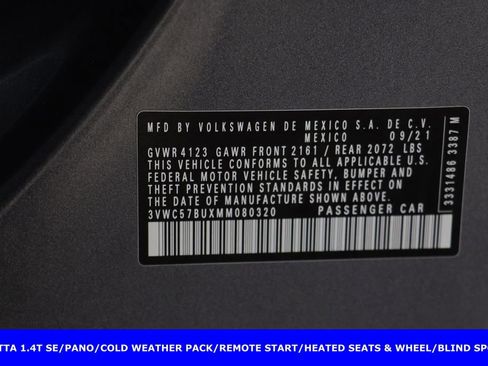 MFD BY VOLKSWAGEN DE MEXICO S.A. DE C.V.
MEXICO 09/21
GVWR 4123 GAWR FRONT 2161 / REAR 2072 LBS
THIS VEHICLE CONFORMS TO ALL APPLICABLE U.S.
FEDERAL MOTOR VEHICLE SAFETY, BUMPER AND
THEFT PREVENTION STANDARDS IN EFFECT ON THE
DATE OF MANUFACTURE SHOWN ABOVE.
3VWC57BUXMM080320 PASSENGER CAR
3331486 3387 M
TTA 1.4T SE/PANO/COLD WEATHER PACK/REMOTE START/HEATED SEATS & WHEEL/BLIND SPO